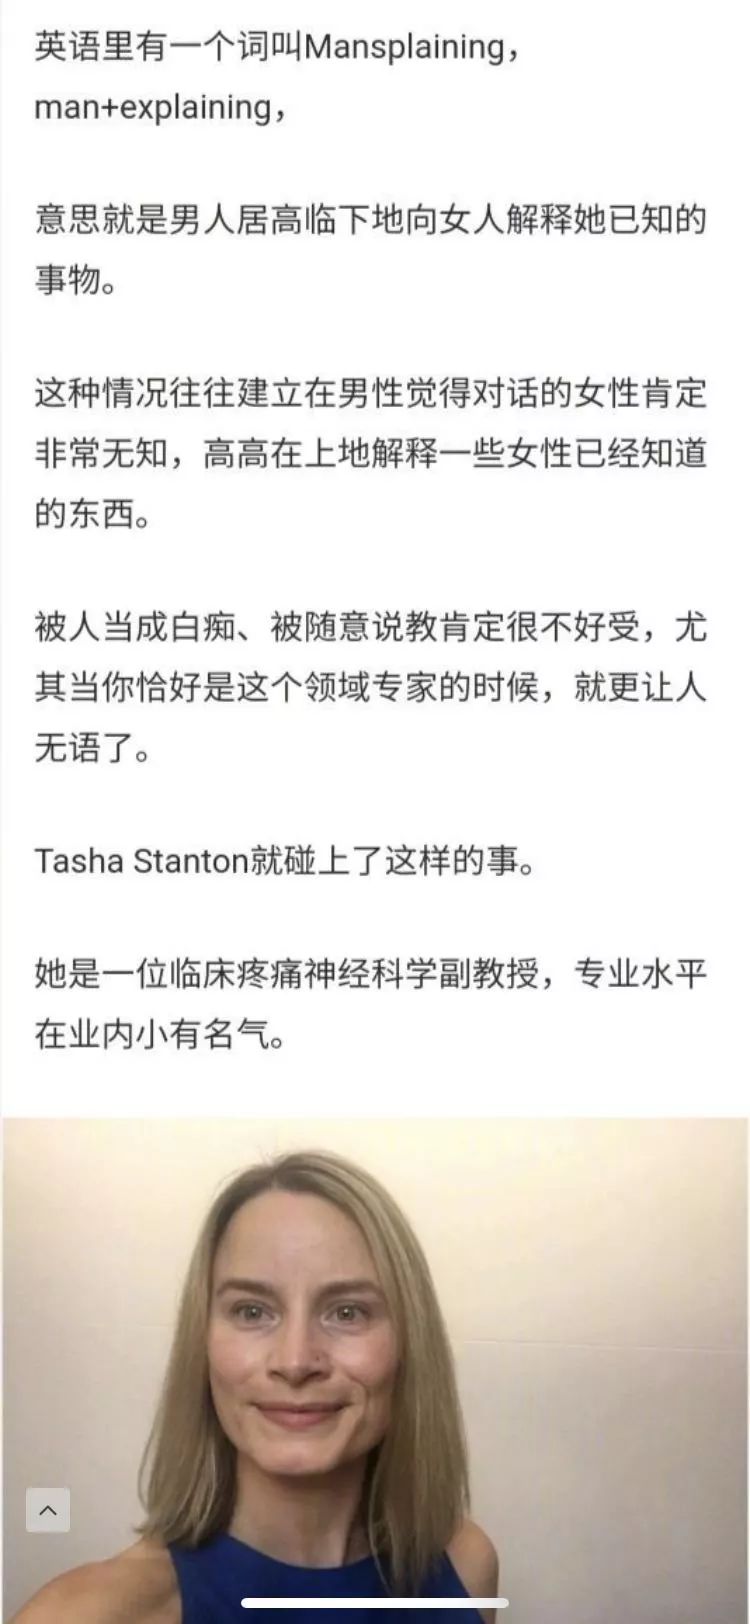 英语里有一个词叫Mansplaining，
man+explaining，
意思就是男人居高临下地向女人解释她已知的
事物。
这种情况往往建立在男性觉得对话的女性肯定
非常无知，高高在上地解释一些女性已经知道
的东西。
被人当成白痴、被随意说教肯定很不好受，尤
其当你恰好是这个领域专家的时候，就更让人
无语了。
Tasha Stanton就碰上了这样的事。
她是一位临床疼痛神经科学副教授，专业水平
在业内小有名气。